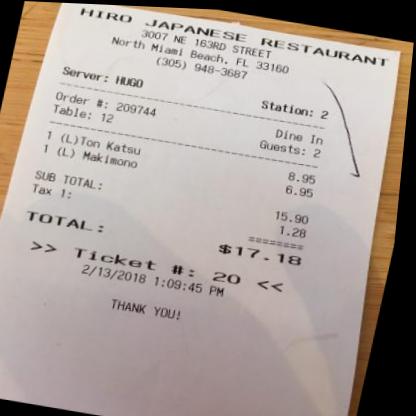 HIRO JAPANESE RESTAURANT
3007 NE 163RD STREET
North Miami Beach, FL 33160
(305) 948-3687
Server: HUGO Station: 2
Order #: 209744 Dine In
Table: 12 Guests: 2
1 (L)Ton Katsu 8.95
1 (L) Makimono 6.95
SUB TOTAL: 15.90
Tax 1: 1.28
========
TOTAL: $17.18
>> Ticket #: 20 <<
2/13/2018 1:09:45 PM
THANK YOU!